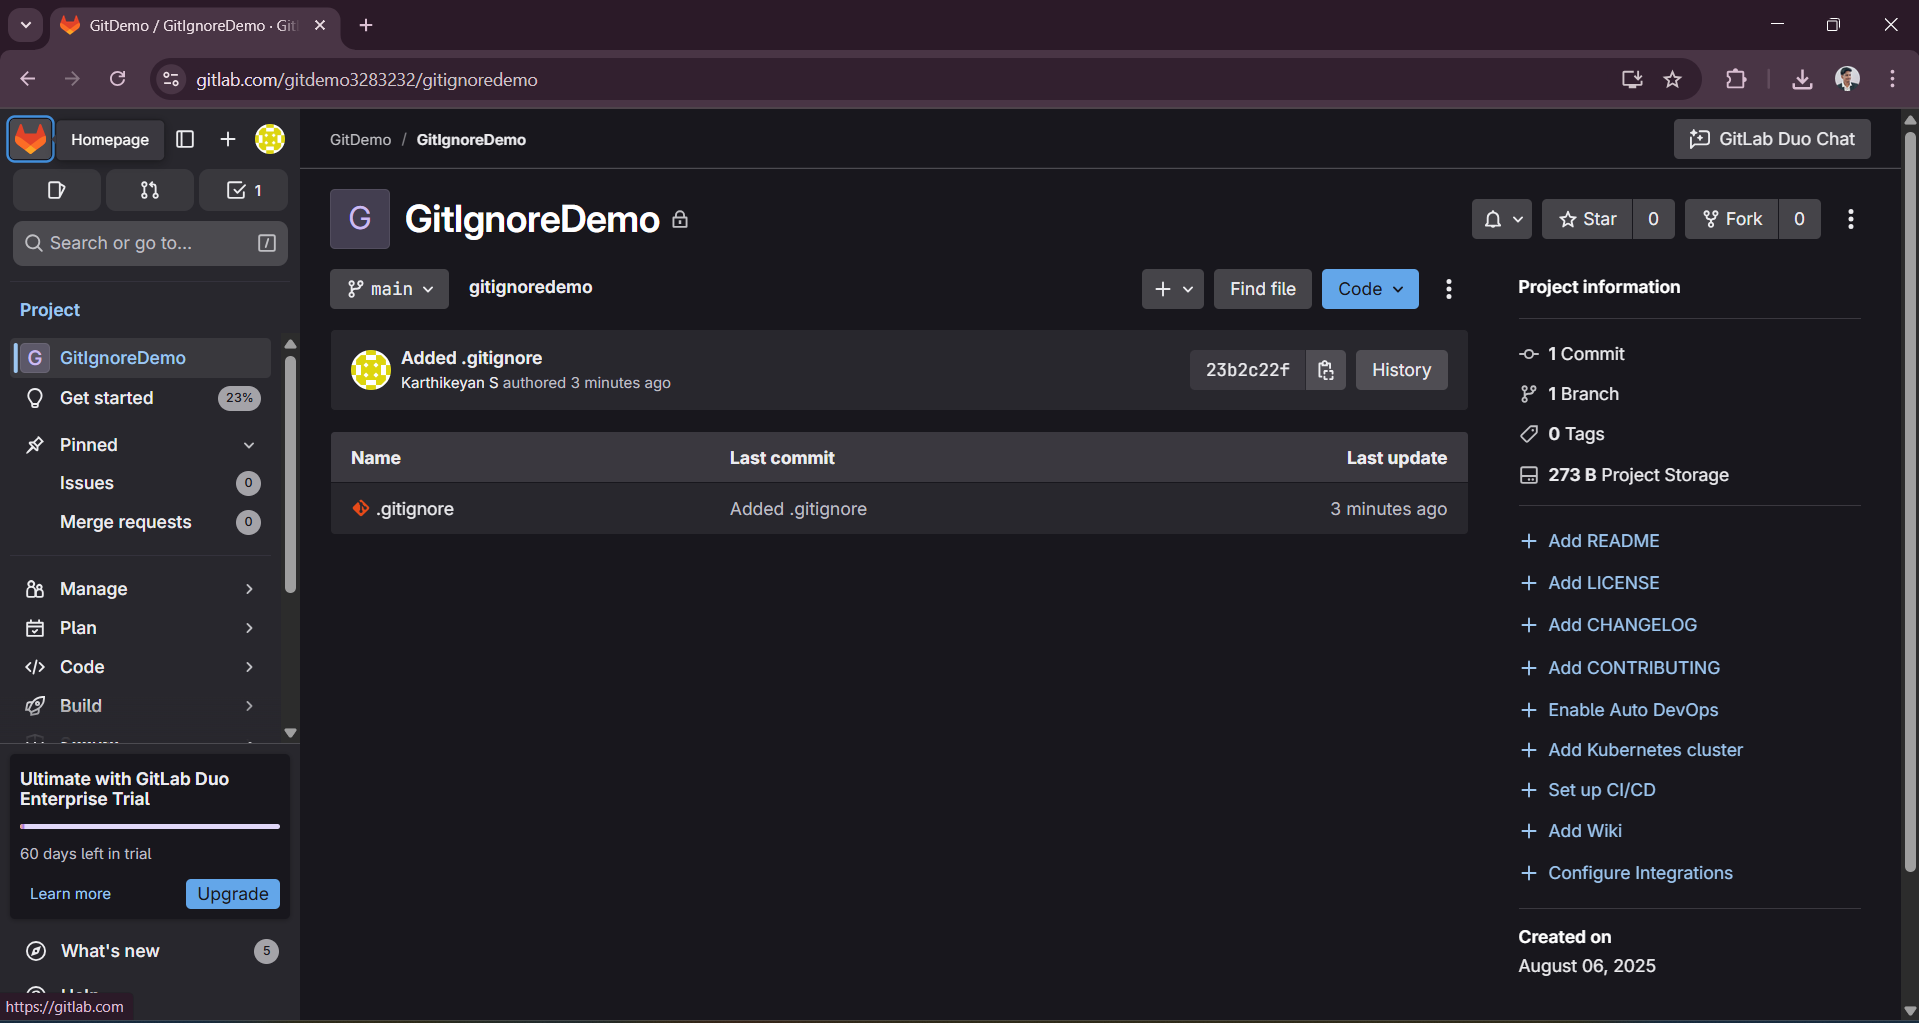 GitDemo / GitIgnoreDemo · Git
gitlab.com/gitdemo3283232/gitignoredemo
Homepage
GitDemo / GitIgnoreDemo
GitLab Duo Chat
1
Search or go to... /
G GitIgnoreDemo
Star 0
Fork 0
main
gitignoredemo
Find file
Code
Project
G GitIgnoreDemo
Get started 23%
Pinned
Issues 0
Merge requests 0
Manage
Plan
Code
Build
Added .gitignore
Karthikeyan S authored 3 minutes ago
23b2c22f
History
Name Last commit Last update
.gitignore Added .gitignore 3 minutes ago
Project information
1 Commit
1 Branch
0 Tags
273 B Project Storage
Add README
Add LICENSE
Add CHANGELOG
Add CONTRIBUTING
Enable Auto DevOps
Add Kubernetes cluster
Set up CI/CD
Add Wiki
Configure Integrations
Created on
August 06, 2025
Ultimate with GitLab Duo
Enterprise Trial
60 days left in trial
Learn more
Upgrade
What's new 5
https://gitlab.com